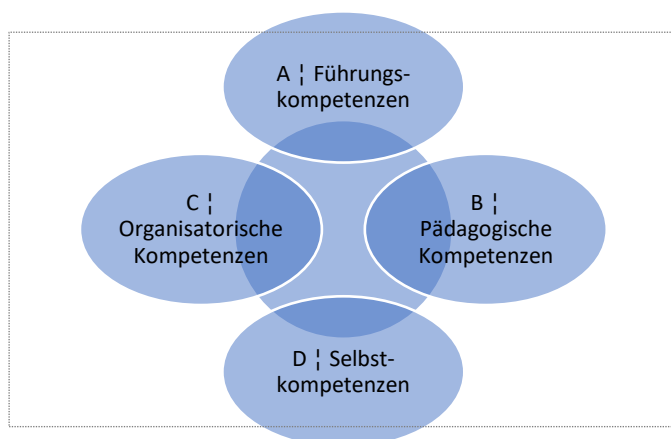 A ¦ Führungs-
kompetenzen
C ¦
Organisatorische
Kompetenzen
B ¦
Pädagogische
Kompetenzen
D ¦ Selbst-
kompetenzen